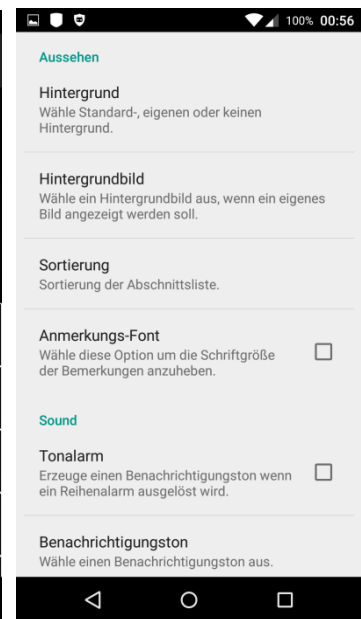 100% 00:56
Aussehen
Hintergrund
Wähle Standard-, eigenen oder keinen
Hintergrund.
Hintergrundbild
Wähle ein Hintergrundbild aus, wenn ein eigenes
Bild angezeigt werden soll.
Sortierung
Sortierung der Abschnittsliste.
Anmerkungs-Font
Wähle diese Option um die Schriftgröße
der Bemerkungen anzuheben.
Sound
Tonalarm
Erzeuge einen Benachrichtigungston wenn
ein Reihenalarm ausgelöst wird.
Benachrichtigungston
Wähle einen Benachrichtigungston aus.